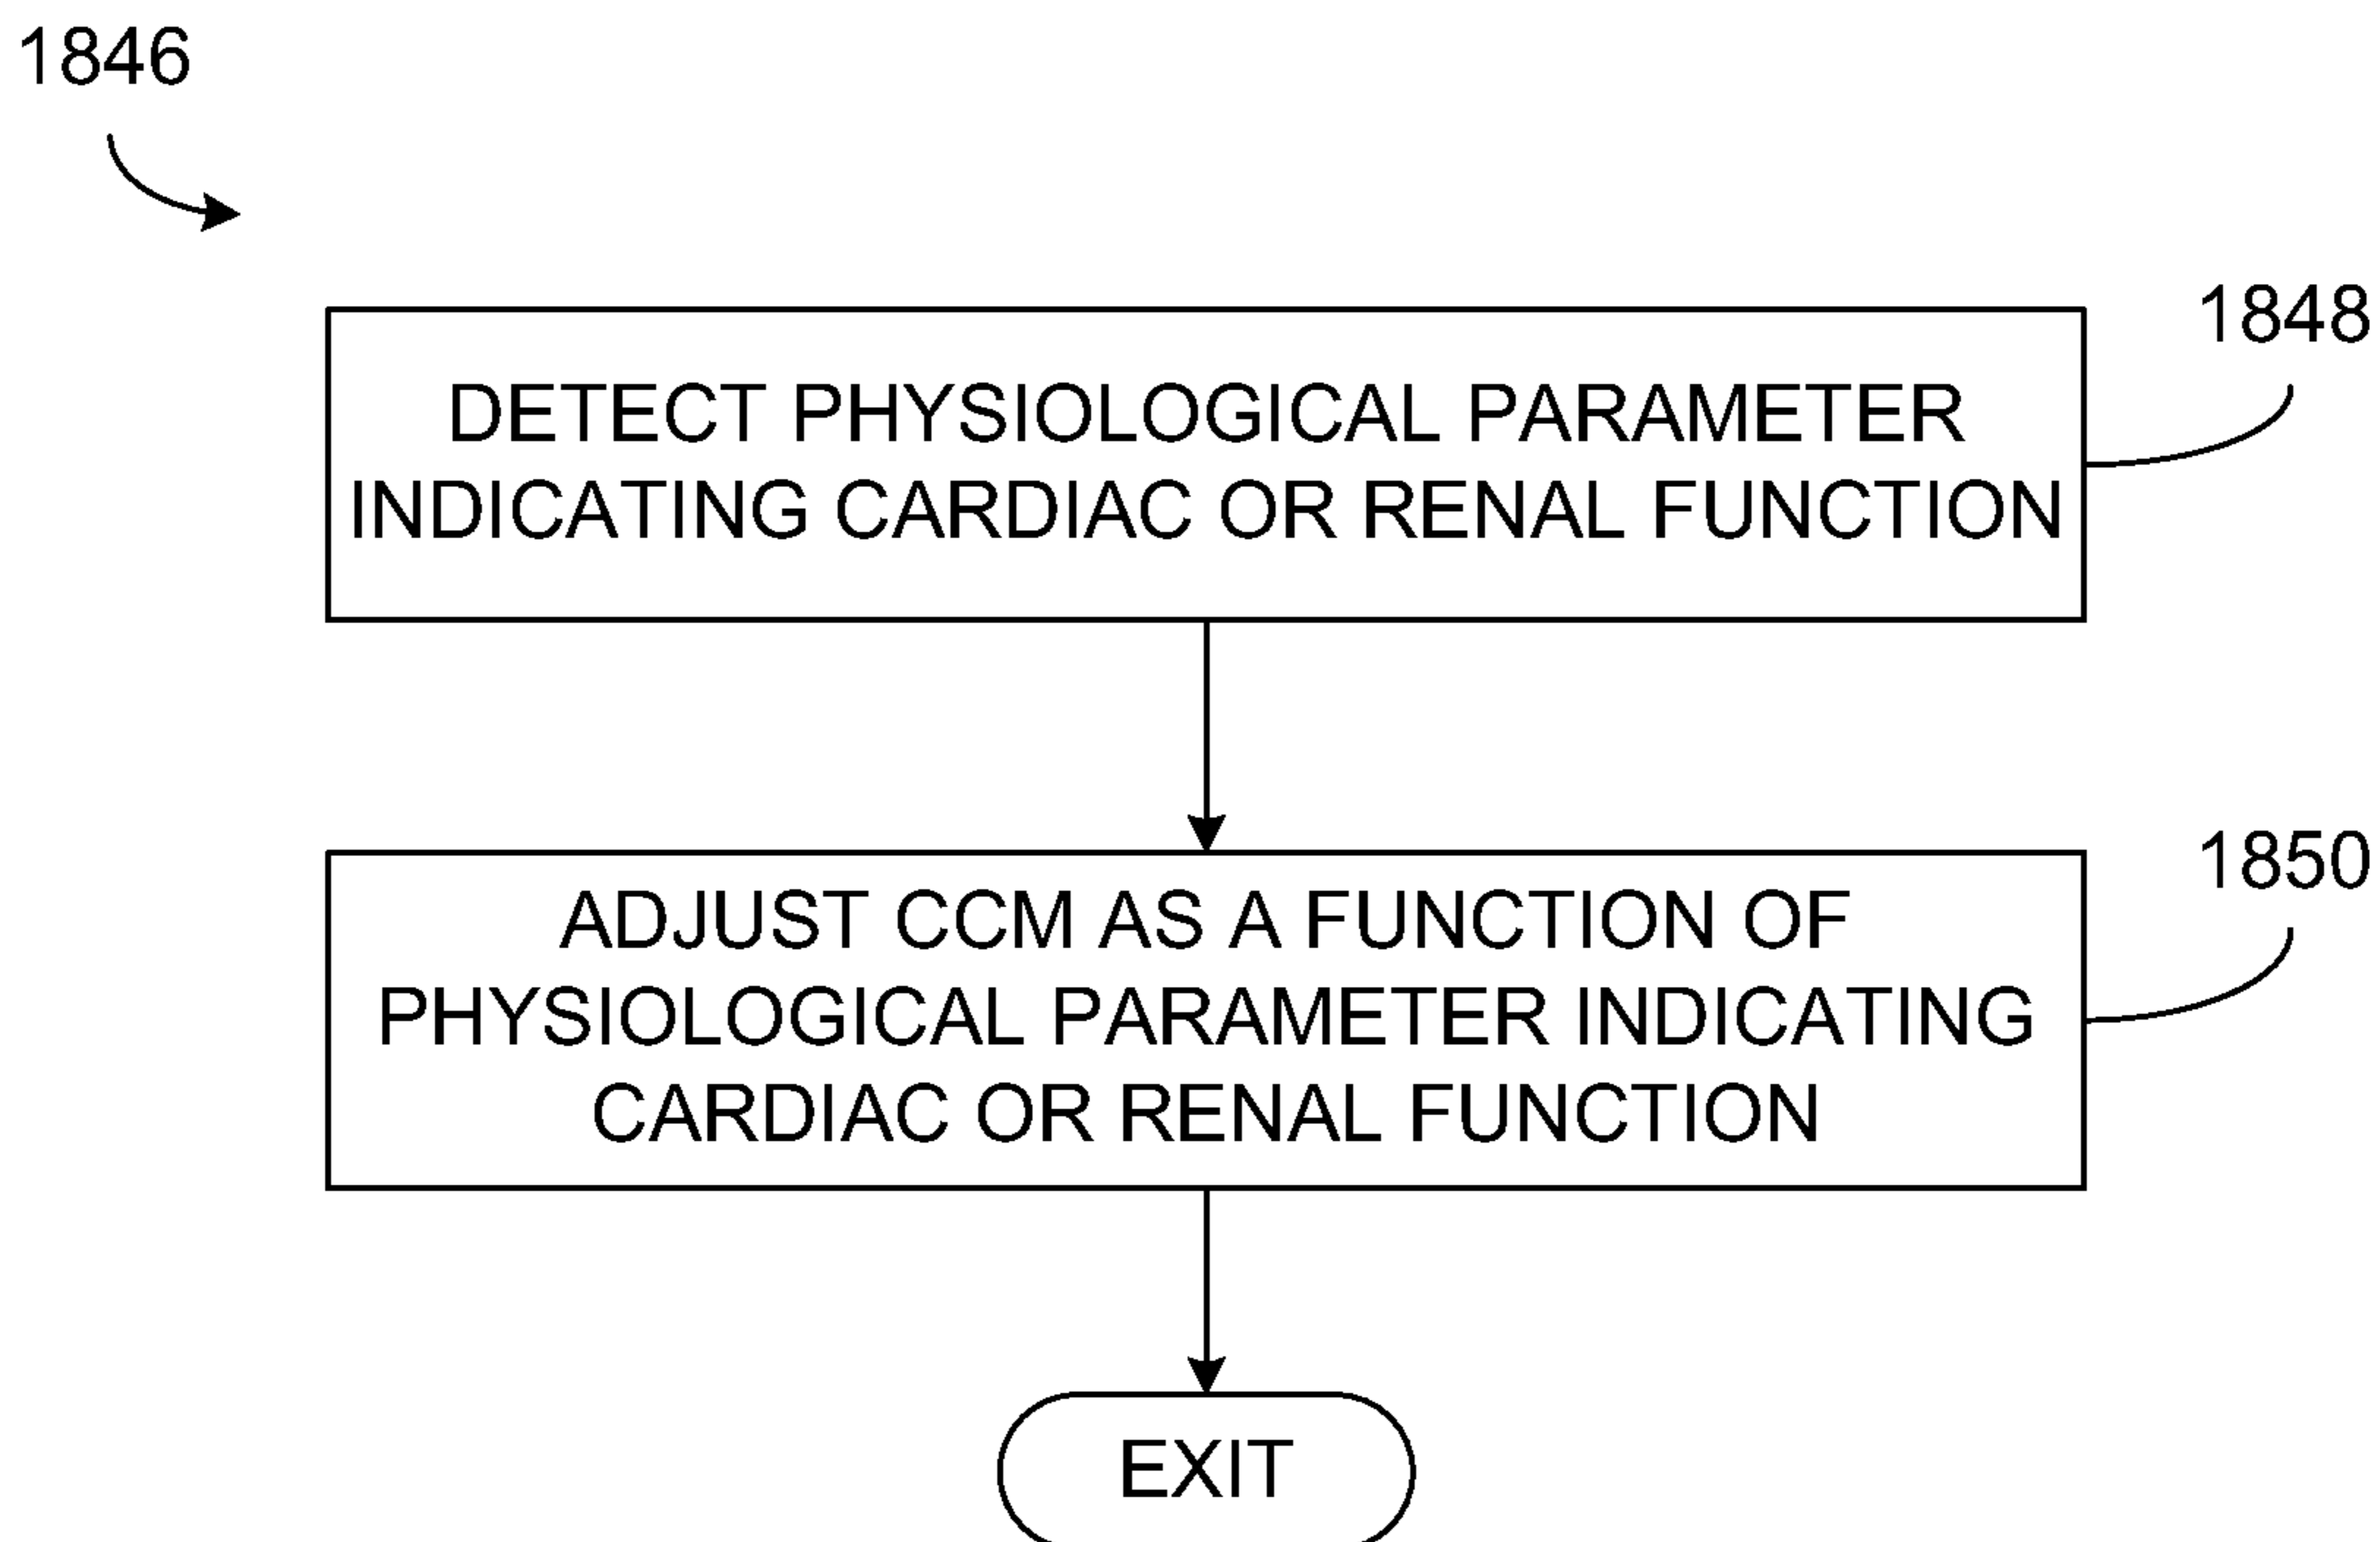 1846
1848
DETECT PHYSIOLOGICAL PARAMETER
INDICATING CARDIAC OR RENAL FUNCTION
1850
ADJUST CCM AS A FUNCTION OF
PHYSIOLOGICAL PARAMETER INDICATING
CARDIAC OR RENAL FUNCTION
EXIT